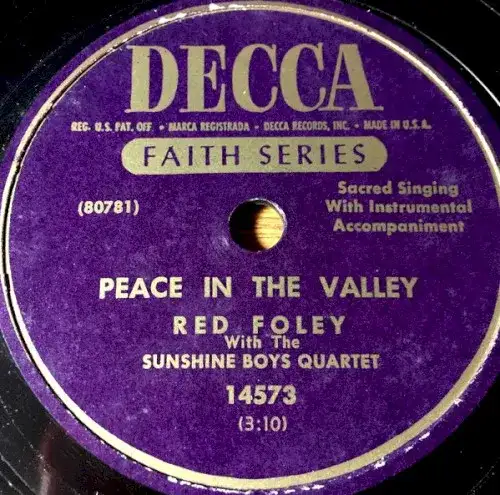 DECCA
REG. U.S. PAT. OFF. • MARCA REGISTRADA • DECCA RECORDS, INC. • MADE IN U.S.A.
FAITH SERIES
(80781)
Sacred Singing
With Instrumental
Accompaniment
PEACE IN THE VALLEY
RED FOLEY
With The
SUNSHINE BOYS QUARTET
14573
(3:10)